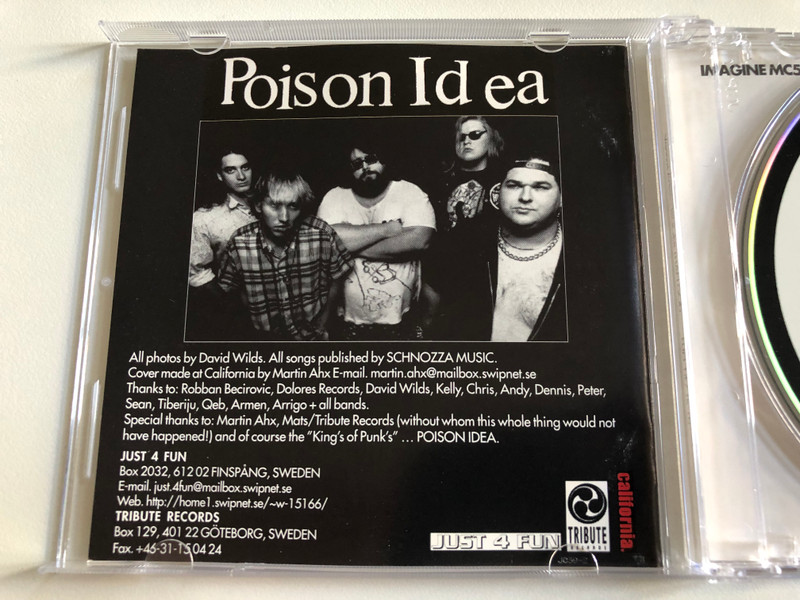 Poison Idea
IMAGINE MC5
All photos by David Wilds. All songs published by SCHNOZZA MUSIC.
Cover made at California by Martin Ahx E-mail. martin.ahx@mailbox.swipnet.se
Thanks to: Robban Becirovic, Dolores Records, David Wilds, Kelly, Chris, Andy, Dennis, Peter,
Sean, Tiberiju, Qeb, Armen, Arrigo + all bands.
Special thanks to: Martin Ahx, Mats/Tribute Records (without whom this whole thing would not
have happened!) and of course the "King's of Punk's" ... POISON IDEA.
JUST 4 FUN
Box 2032, 612 02 FINSPÅNG, SWEDEN
E-mail. just.4fun@mailbox.swipnet.se
Web. http://home1.swipnet.se/~w-15166/
TRIBUTE RECORDS
Box 129, 401 22 GÖTEBORG, SWEDEN
Fax. +46-31-15 04 24
JUST 4 FUN
TRIBUTE
RECORDS
california.